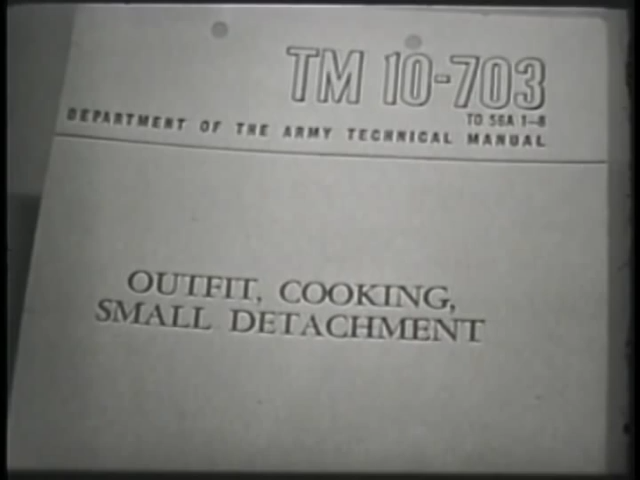 TM 10-703
TO 56A 1-8
DEPARTMENT OF THE ARMY TECHNICAL MANUAL
OUTFIT, COOKING,
SMALL DETACHMENT